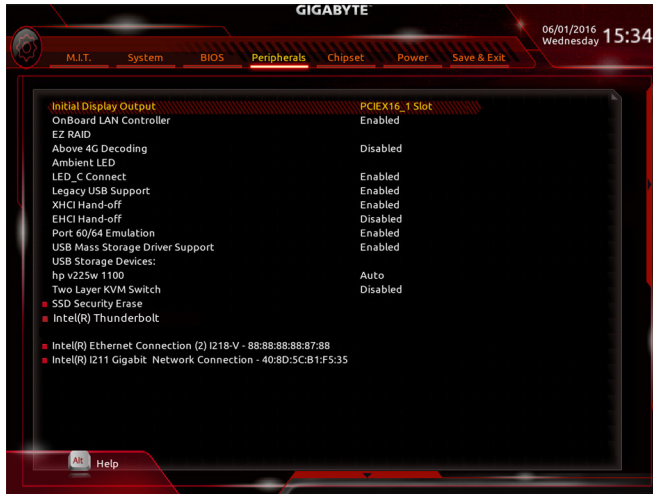 GIGABYTE™
06/01/2016
Wednesday 15:34
M.I.T. System BIOS Peripherals Chipset Power Save & Exit
Initial Display Output PCIEX16_1 Slot
OnBoard LAN Controller Enabled
EZ RAID
Above 4G Decoding Disabled
Ambient LED
LED_C Connect Enabled
Legacy USB Support Enabled
XHCI Hand-off Enabled
EHCI Hand-off Disabled
Port 60/64 Emulation Enabled
USB Mass Storage Driver Support Enabled
USB Storage Devices:
hp v225w 1100 Auto
Two Layer KVM Switch Disabled
SSD Security Erase
Intel(R) Thunderbolt
Intel(R) Ethernet Connection (2) I218-V - 88:88:88:88:87:88
Intel(R) I211 Gigabit Network Connection - 40:8D:5C:B1:F5:35
Alt Help